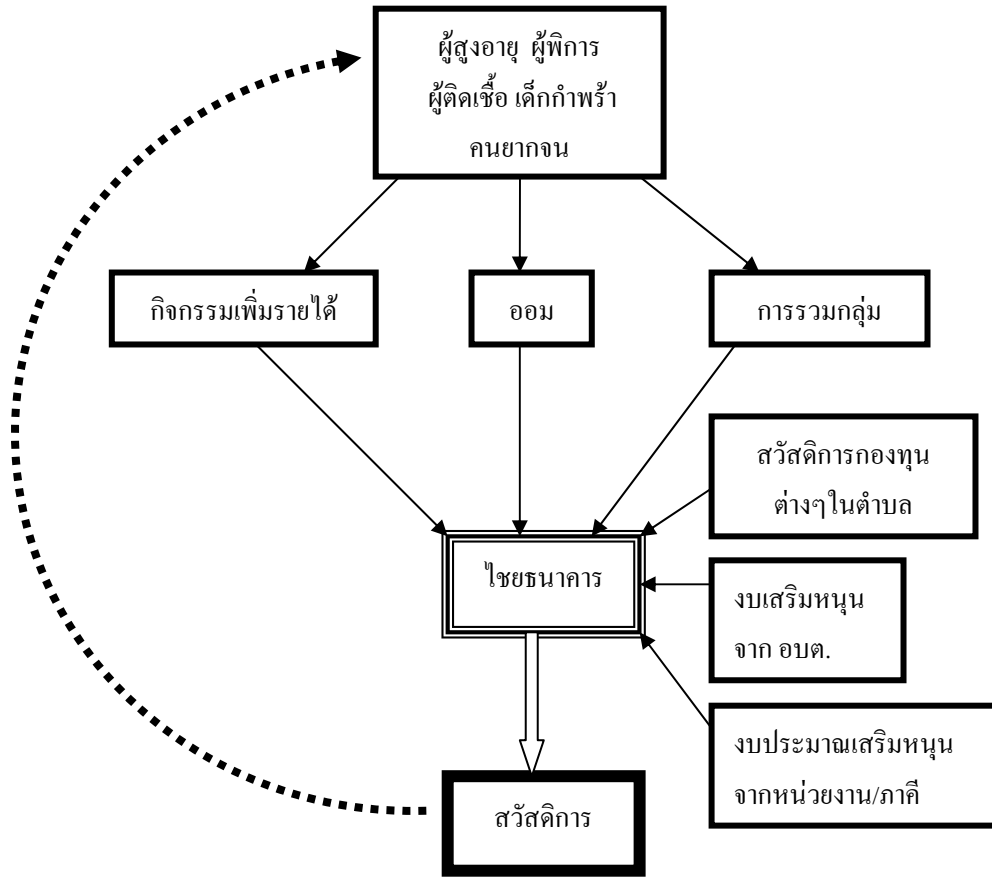 ผู้สูงอายุ ผู้พิการ
ผู้ติดเชื้อ เด็กกำพร้า
คนยากจน
กิจกรรมเพิ่มรายได้
ออม
การรวมกลุ่ม
สวัสดิการกองทุน
ต่างๆในตำบล
ไชยธนาคาร
งบเสริมหนุน
จาก อบต.
งบประมาณเสริมหนุน
จากหน่วยงาน/ภาคี
สวัสดิการ